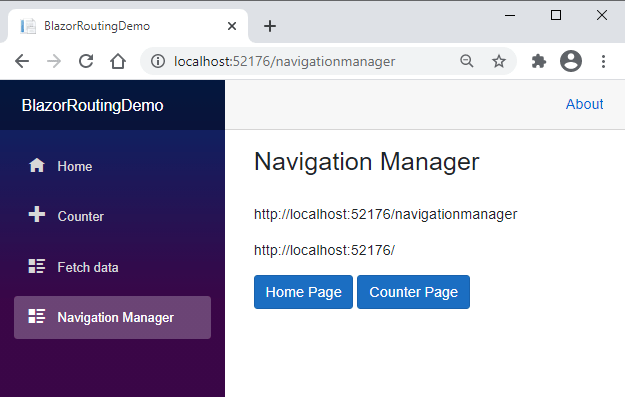 BlazorRoutingDemo
localhost:52176/navigationmanager
BlazorRoutingDemo
About
Home
Counter
Fetch data
Navigation Manager
Navigation Manager
http://localhost:52176/navigationmanager
http://localhost:52176/
Home Page Counter Page